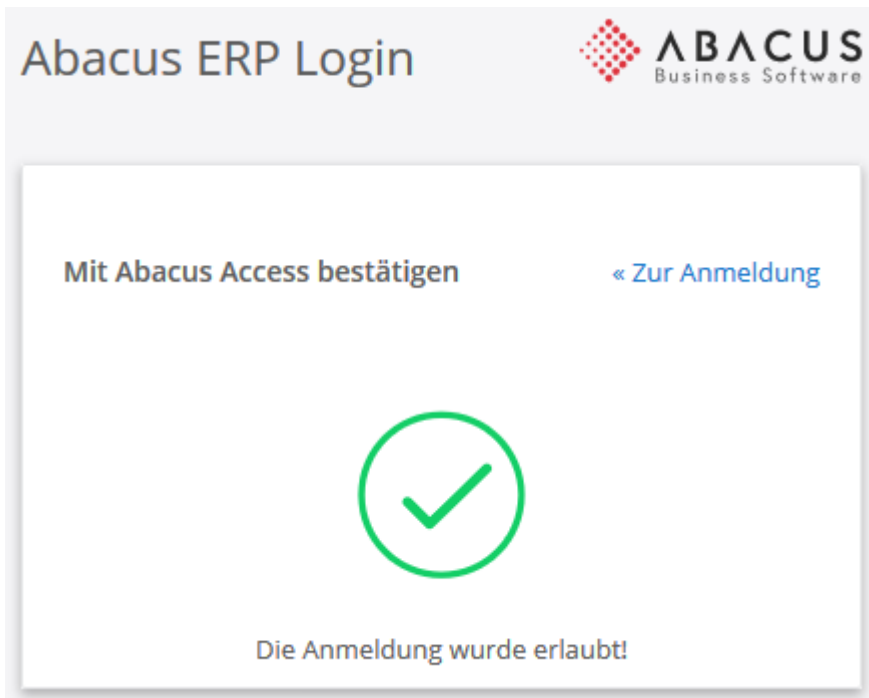 Abacus ERP Login
ABACUS
Business Software
Mit Abacus Access bestätigen
« Zur Anmeldung
Die Anmeldung wurde erlaubt!